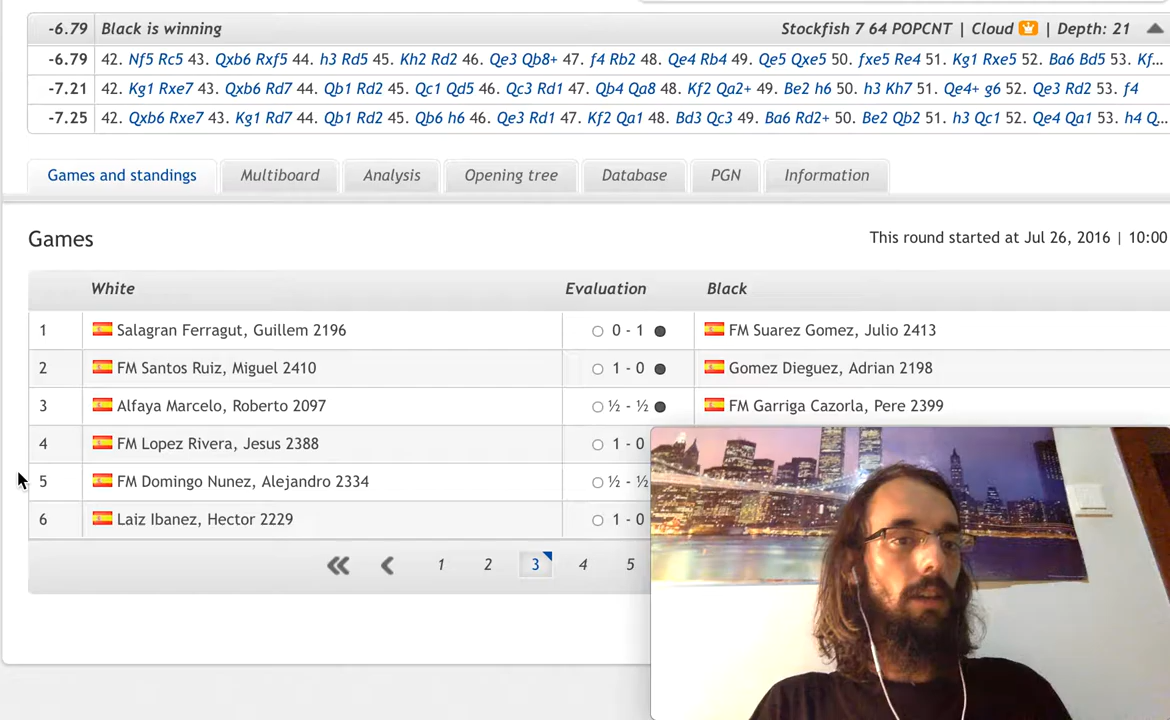 -6.79 Black is winning Stockfish 7 64 POPCNT | Cloud | Depth: 21
-6.79 42. Nf5 Rc5 43. Qxb6 Rxf5 44. h3 Rd5 45. Kh2 Rd2 46. Qe3 Qb8+ 47. f4 Rb2 48. Qe4 Rb4 49. Qe5 Qxe5 50. fxe5 Re4 51. Kg1 Rxe5 52. Ba6 Bd5 53. Kf...
-7.21 42. Kg1 Rxe7 43. Qxb6 Rd7 44. Qb1 Rd2 45. Qc1 Qd5 46. Qc3 Rd1 47. Qb4 Qa8 48. Kf2 Qa2+ 49. Be2 h6 50. h3 Kh7 51. Qe4+ g6 52. Qe3 Rd2 53. f4
-7.25 42. Qxb6 Rxe7 43. Kg1 Rd7 44. Qb1 Rd2 45. Qb6 h6 46. Qe3 Rd1 47. Kf2 Qa1 48. Bd3 Qc3 49. Ba6 Rd2+ 50. Be2 Qb2 51. h3 Qc1 52. Qe4 Qa1 53. h4 Q...
Games and standings Multiboard Analysis Opening tree Database PGN Information
Games This round started at Jul 26, 2016 | 10:00
White Evaluation Black
1 Salagran Ferragut, Guillem 2196 0 - 1 FM Suarez Gomez, Julio 2413
2 FM Santos Ruiz, Miguel 2410 1 - 0 Gomez Dieguez, Adrian 2198
3 Alfaya Marcelo, Roberto 2097 ½ - ½ FM Garriga Cazorla, Pere 2399
4 FM Lopez Rivera, Jesus 2388 1 - 0
5 FM Domingo Nunez, Alejandro 2334 ½ - ½
6 Laiz Ibanez, Hector 2229 1 - 0
1 2 3 4 5